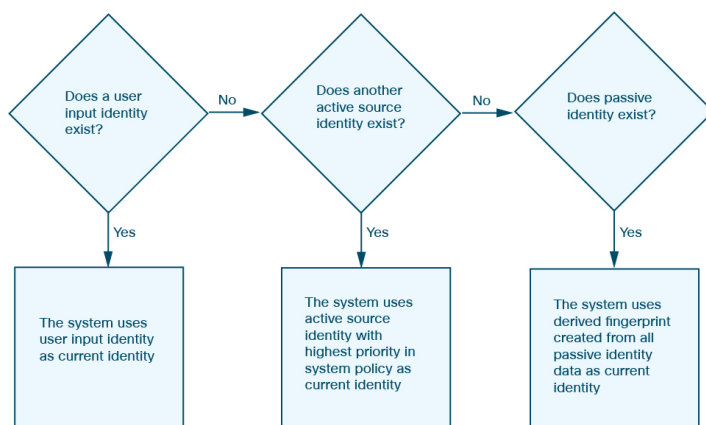 Does a user
input identity
exist?
No
Does another
active source
identity exist?
No
Does passive
identity exist?
Yes
Yes
Yes
The system uses
user input identity
as current identity
The system uses
active source
identity with
highest priority in
system policy as
current identity
The system uses
derived fingerprint
created from all
passive identity
data as current
identity